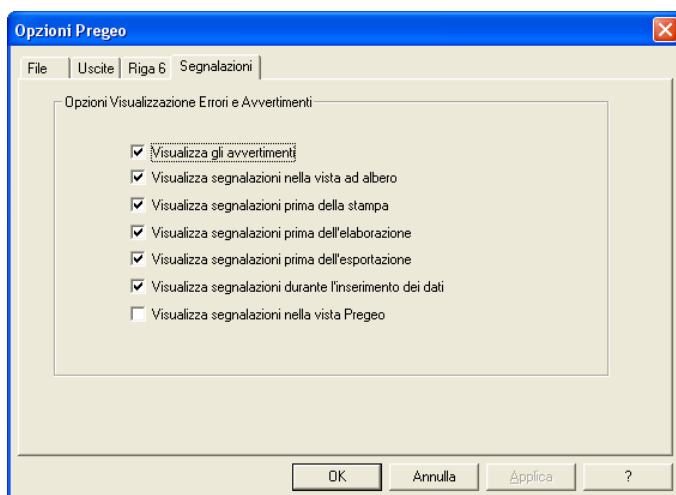 Opzioni Pregeo
File Uscite Riga 6 Segnalazioni
Opzioni Visualizzazione Errori e Avvertimenti
Visualizza gli avvertimenti
Visualizza segnalazioni nella vista ad albero
Visualizza segnalazioni prima della stampa
Visualizza segnalazioni prima dell'elaborazione
Visualizza segnalazioni prima dell'esportazione
Visualizza segnalazioni durante l'inserimento dei dati
Visualizza segnalazioni nella vista Pregeo
OK Annulla Applica ?